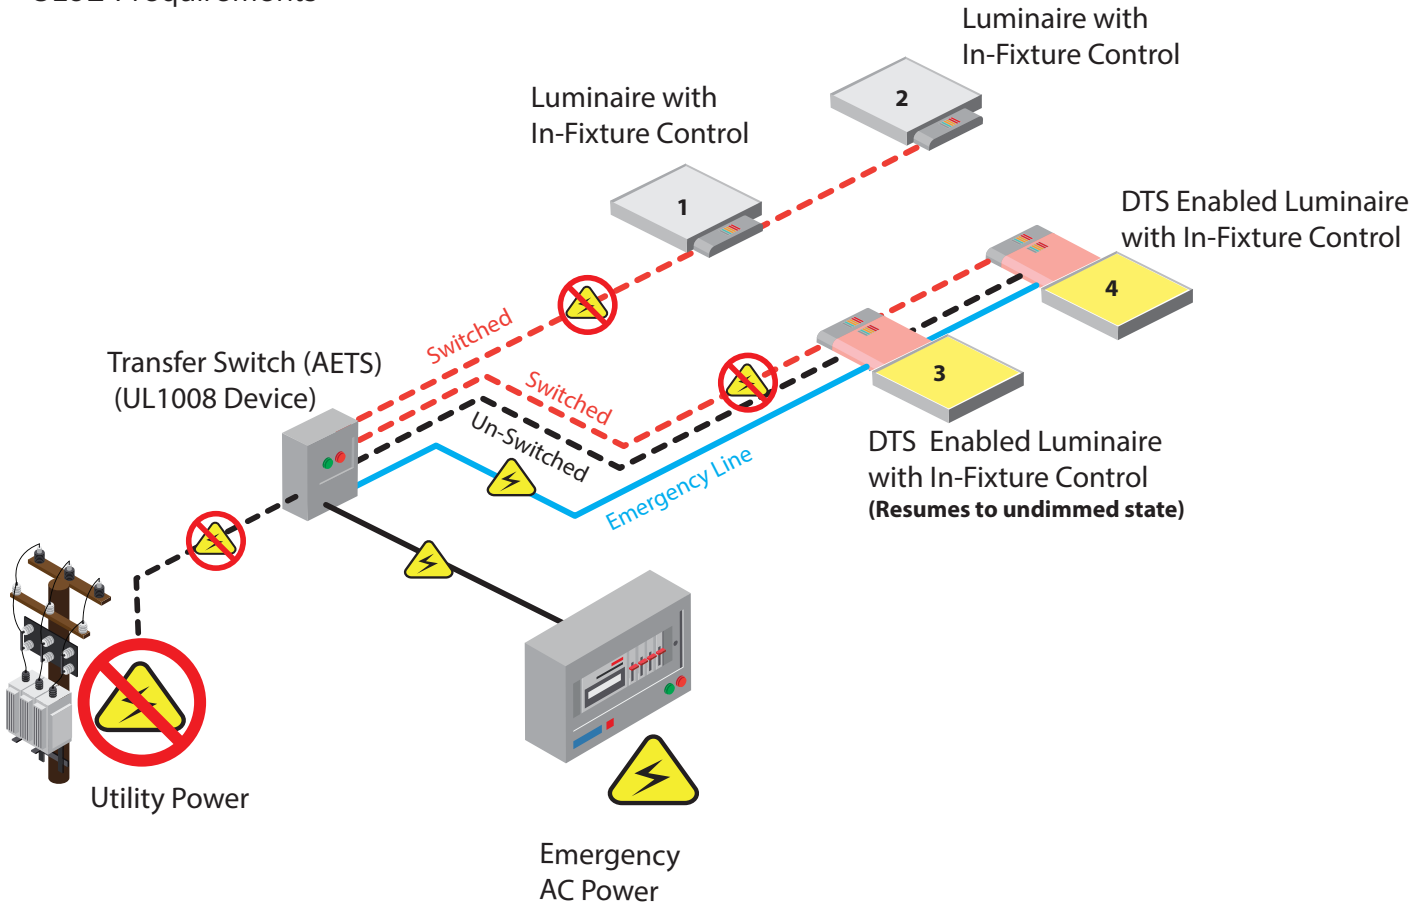 Luminaire with
In-Fixture Control
2
Luminaire with
In-Fixture Control
1
DTS Enabled Luminaire
with In-Fixture Control
4
Switched
Transfer Switch (AETS)
(UL1008 Device)
Switched
3
Un-Switched
DTS  Enabled Luminaire
with In-Fixture Control
(Resumes to undimmed state)
Emergency Line
Utility Power
Emergency
AC Power